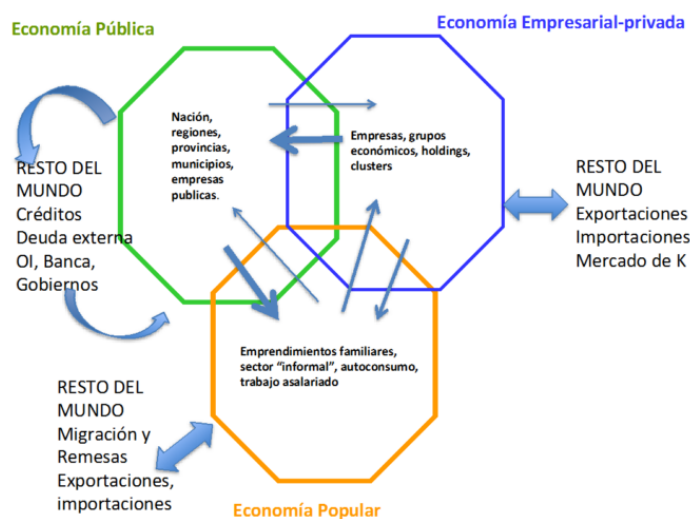 Economía Pública
Economía Empresarial-privada
Nación,
regiones,
provincias,
municipios,
empresas
publicas.
Empresas, grupos
económicos, holdings,
clusters
RESTO DEL
MUNDO
Créditos
Deuda externa
OI, Banca,
Gobiernos
RESTO DEL
MUNDO
Exportaciones
Importaciones
Mercado de K
Emprendimientos familiares,
sector “informal”, autoconsumo,
trabajo asalariado
RESTO DEL
MUNDO
Migración y
Remesas
Exportaciones,
importaciones
Economía Popular